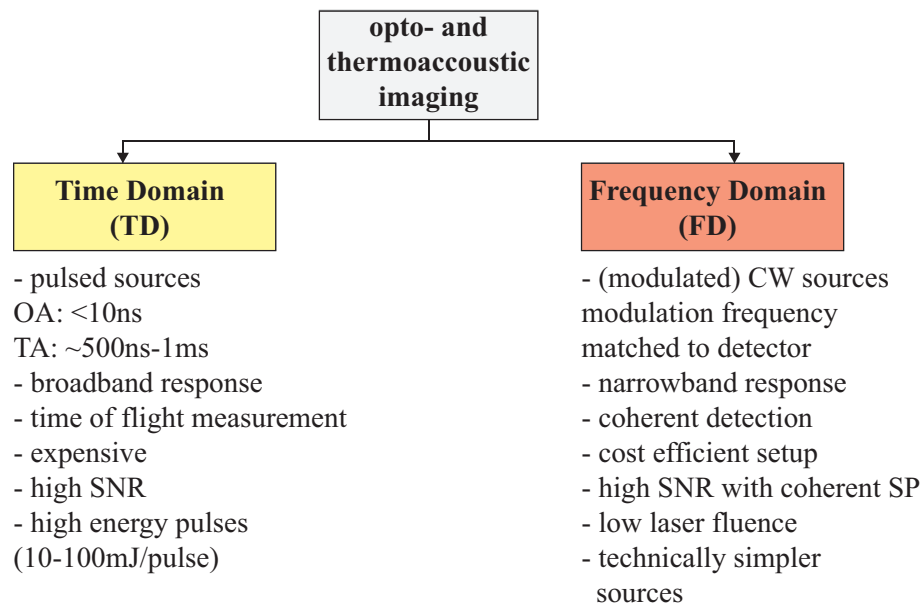 opto- and
thermoaccoustic
imaging
Time Domain
(TD)
- pulsed sources
OA: <10ns
TA: ~500ns-1ms
- broadband response
- time of flight measurement
- expensive
- high SNR
- high energy pulses
(10-100mJ/pulse)
Frequency Domain
(FD)
- (modulated) CW sources
modulation frequency
matched to detector
- narrowband response
- coherent detection
- cost efficient setup
- high SNR with coherent SP
- low laser fluence
- technically simpler
sources